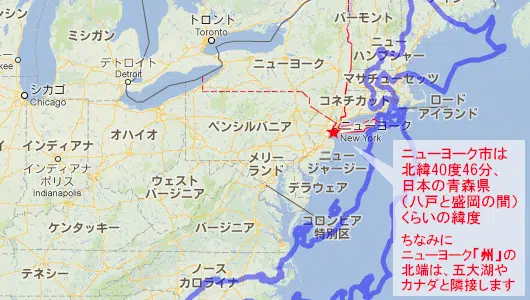 トロント
Toronto
バーモント
ミシガン
ニュー
ハンプシャー
デトロイト
Detroit
ニューヨーク
マサチューセッツ
シカゴ
Chicago
コネチカット
ロード
アイランド
オハイオ
ペンシルバニア
ニューヨーク
New York
インディアナ
インディアナ
ポリス
Indianapolis
メリー
ランド
ニュー
ジャージー
デラウェア
ウェスト
バージニア
コロンビア
特別区
ケンタッキー
バージニア
テネシー
ノース
カロライナ
ニューヨーク市は
北緯40度46分、
日本の青森県
(八戸と盛岡の間)
くらいの緯度
ちなみに
ニューヨーク「州」の
北端は、五大湖や
カナダと隣接します